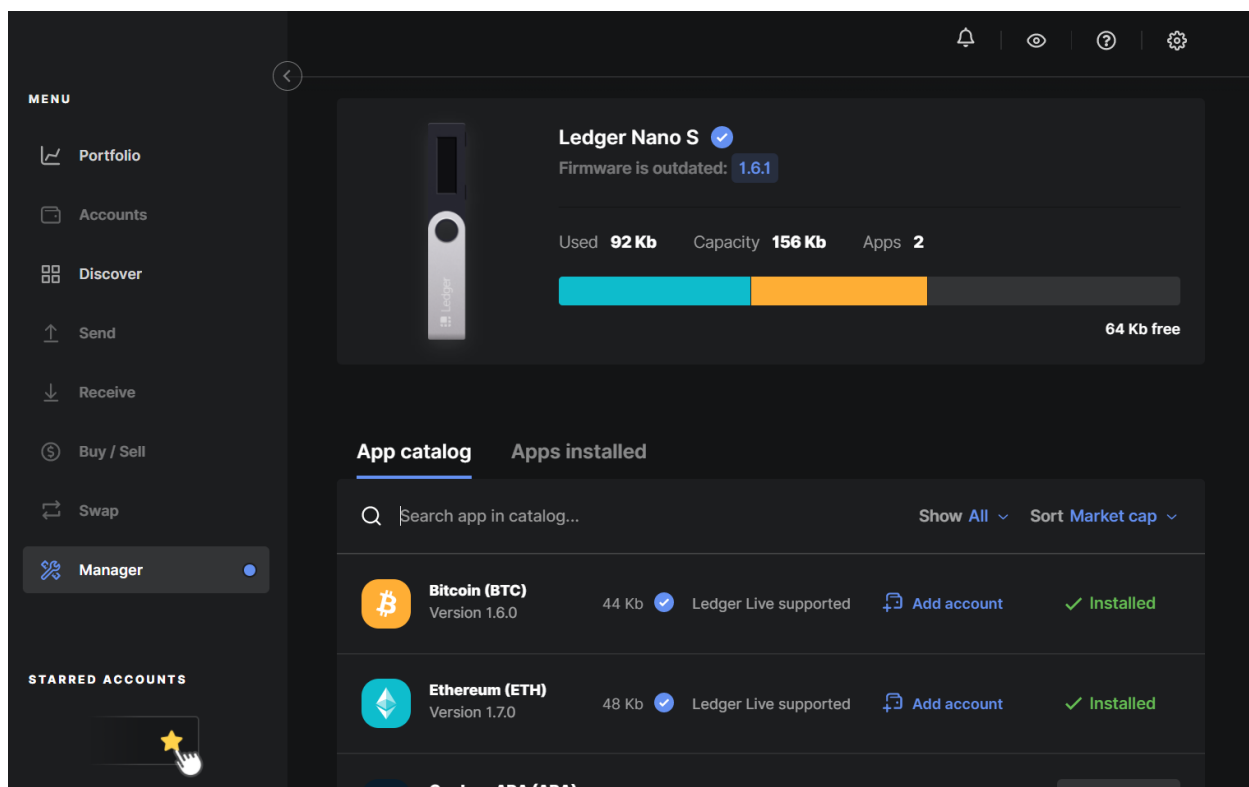 MENU
Portfolio
Accounts
Discover
Send
Receive
Buy / Sell
Swap
Manager
STARRED ACCOUNTS
Ledger
Ledger Nano S
Firmware is outdated: 1.6.1
Used 92 Kb Capacity 156 Kb Apps 2
64 Kb free
App catalog Apps installed
Search app in catalog... Show All Sort Market cap
Bitcoin (BTC)
Version 1.6.0
44 Kb Ledger Live supported Add account Installed
Ethereum (ETH)
Version 1.7.0
48 Kb Ledger Live supported Add account Installed